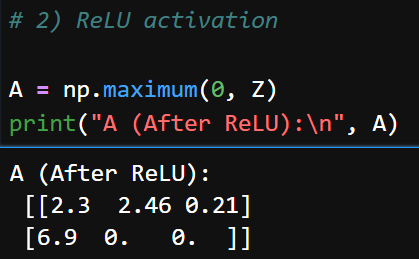 # 2) ReLU activation
A = np.maximum(0, Z)
print("A (After ReLU):\n", A)
A (After ReLU):
[[2.3  2.46 0.21]
[6.9  0.   0.  ]]